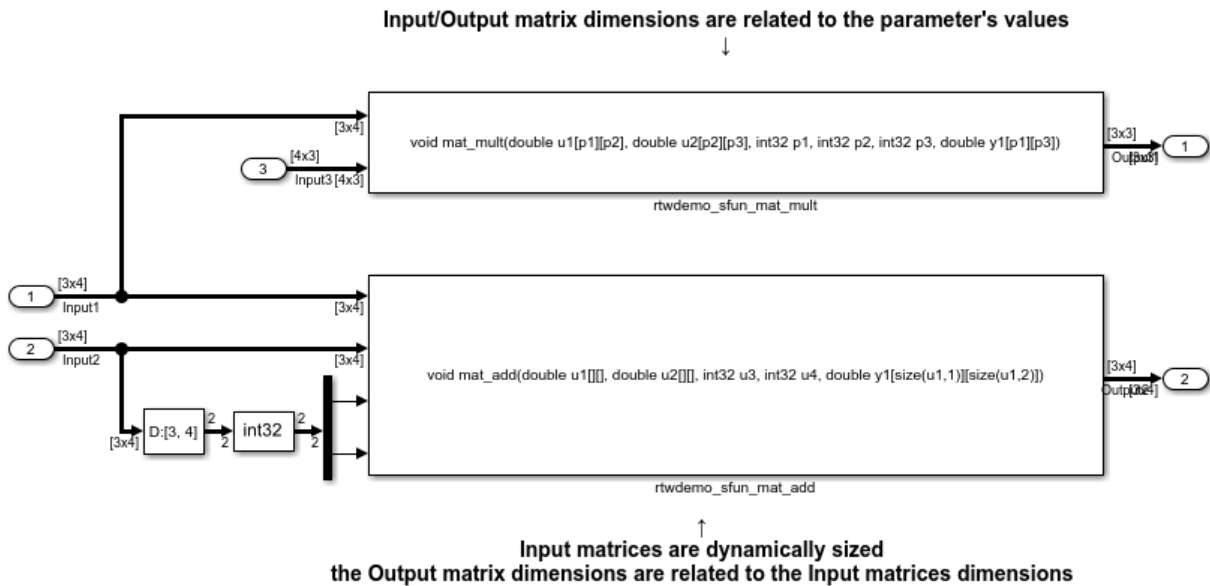 Input/Output matrix dimensions are related to the parameter's values
↓
[3x4]
void mat_mult(double u1[p1][p2], double u2[p2][p3], int32 p1, int32 p2, int32 p3, double y1[p1][p3])
[3x3]
1
Output1
[3x3]
3
[4x3]
Input3
[4x3]
rtwdemo_sfun_mat_mult
1
[3x4]
Input1
[3x4]
2
[3x4]
Input2
[3x4]
void mat_add(double u1[][], double u2[][], int32 u3, int32 u4, double y1[size(u1,1)][size(u1,2)])
[3x4]
2
Output2
[3x4]
[3x4]
D:[3, 4]
2
2
int32
2
2
rtwdemo_sfun_mat_add
↑
Input matrices are dynamically sized
the Output matrix dimensions are related to the Input matrices dimensions